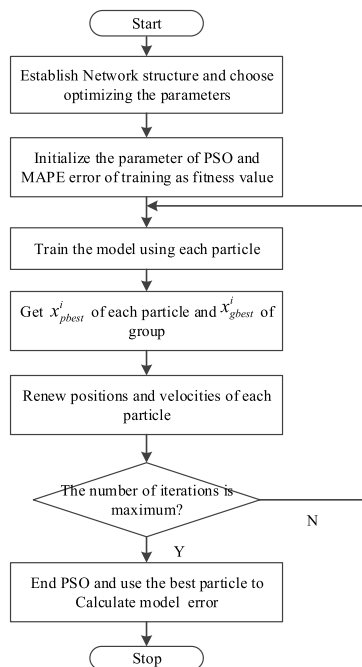 Start
Establish Network structure and choose
optimizing the parameters
Initialize the parameter of PSO and
MAPE error of training as fitness value
Train the model using each particle
Get x^i_pbest of each particle and x^i_gbest of
group
Renew positions and velocities of each
particle
The number of iterations is
maximum?
N
Y
End PSO and use the best particle to
Calculate model error
Stop